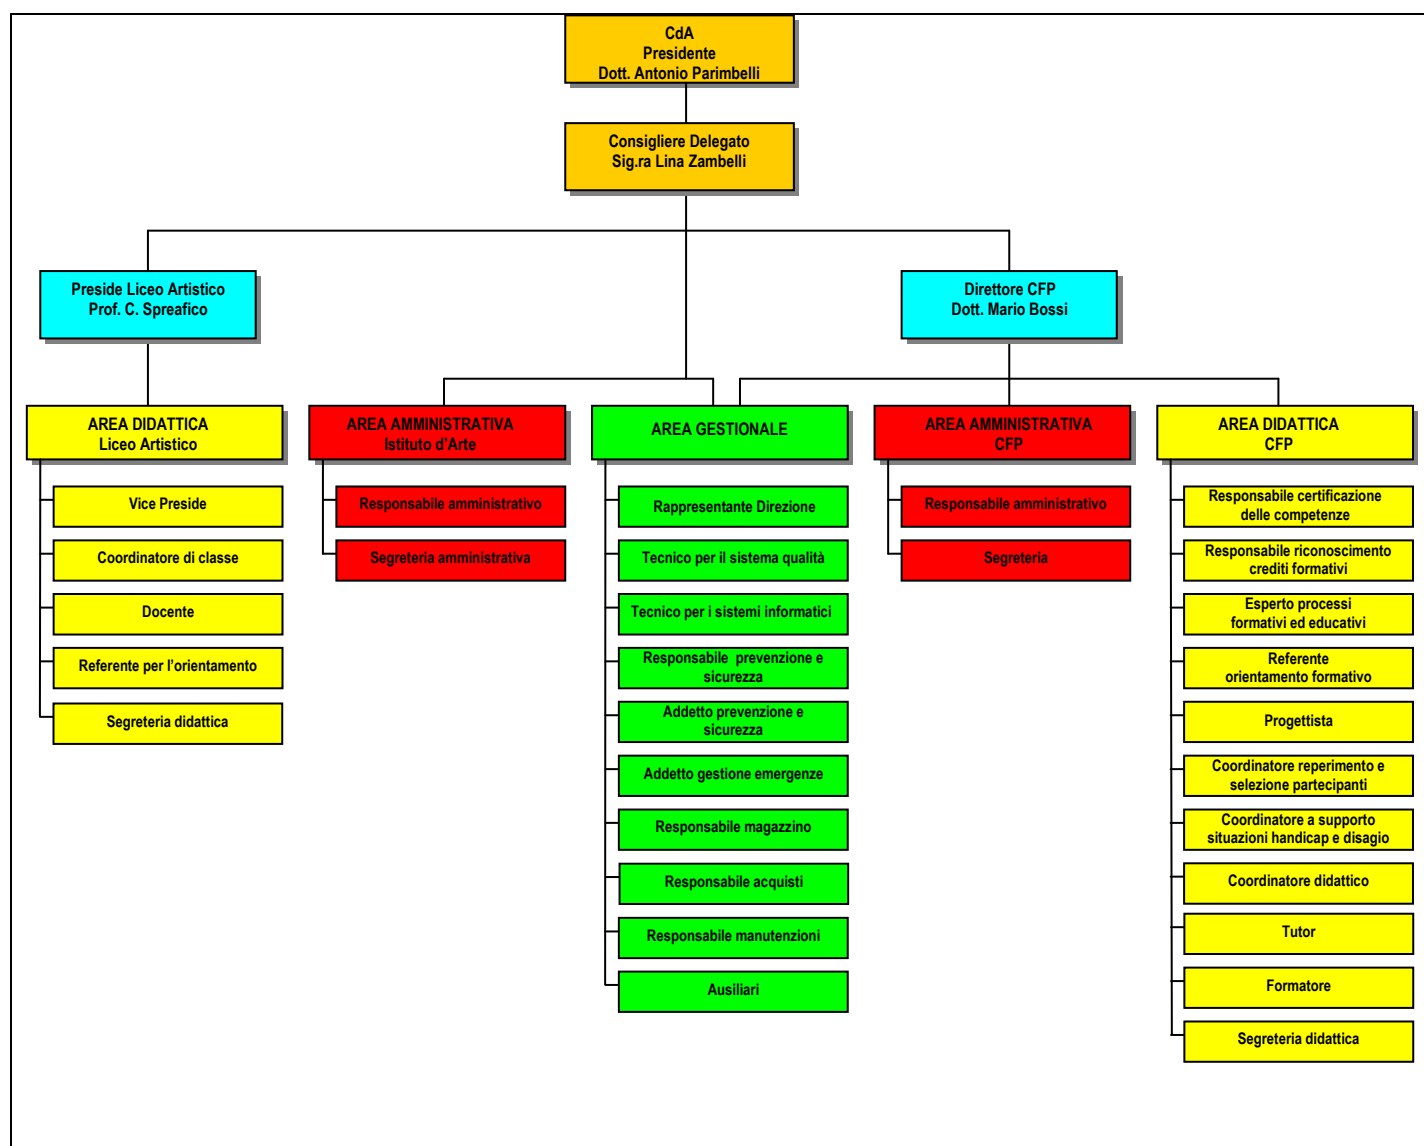 CdA
Presidente
Dott. Antonio Parimbelli
Consigliere Delegato
Sig.ra Lina Zambelli
Preside Liceo Artistico
Prof. C. Spreafico
Direttore CFP
Dott. Mario Bossi
AREA DIDATTICA
Liceo Artistico
Vice Preside
Coordinatore di classe
Docente
Referente per l'orientamento
Segreteria didattica
AREA AMMINISTRATIVA
Istituto d'Arte
Responsabile amministrativo
Segreteria amministrativa
AREA GESTIONALE
Rappresentante Direzione
Tecnico per il sistema qualità
Tecnico per i sistemi informatici
Responsabile prevenzione e
sicurezza
Addetto prevenzione e
sicurezza
Addetto gestione emergenze
Responsabile magazzino
Responsabile acquisti
Responsabile manutenzioni
Ausiliari
AREA AMMINISTRATIVA
CFP
Responsabile amministrativo
Segreteria
AREA DIDATTICA
CFP
Responsabile certificazione
delle competenze
Responsabile riconoscimento
crediti formativi
Esperto processi
formativi ed educativi
Referente
orientamento formativo
Progettista
Coordinatore reperimento e
selezione partecipanti
Coordinatore a supporto
situazioni handicap e disagio
Coordinatore didattico
Tutor
Formatore
Segreteria didattica